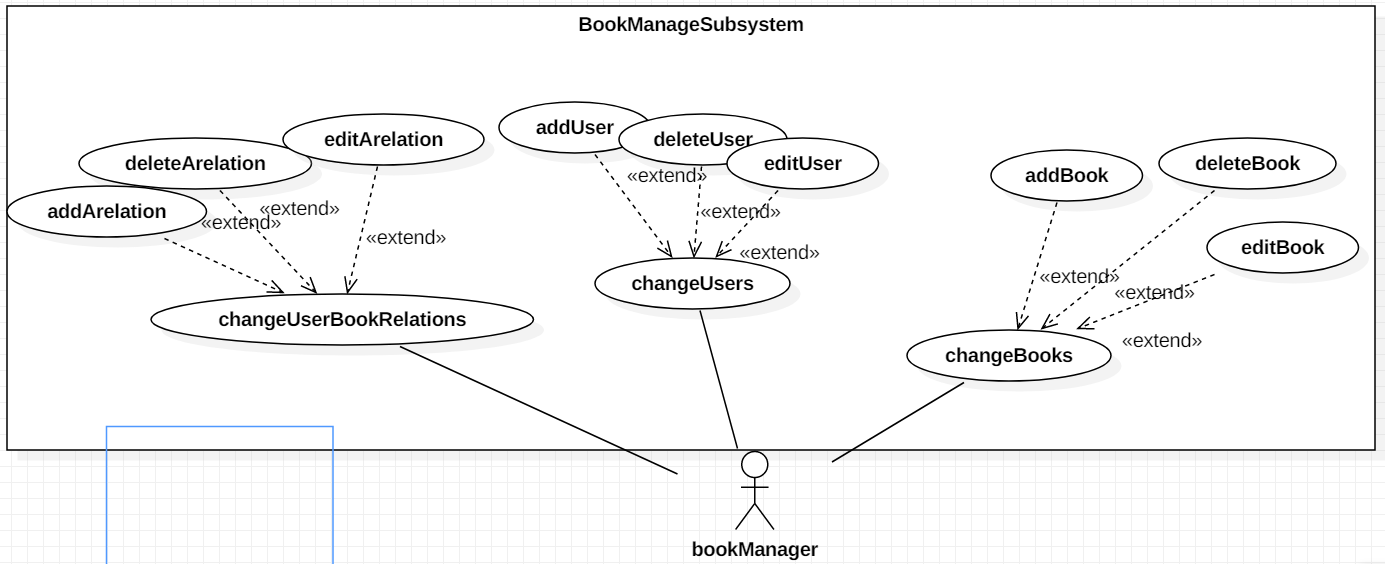 BookManageSubsystem
addUser
deleteUser
editArelation
editUser
deleteArelation
addArelation
addBook
deleteBook
editBook
«extend»
«extend»
«extend»
«extend»
«extend»
«extend»
«extend»
«extend»
«extend»
changeUsers
changeUserBookRelations
changeBooks
bookManager